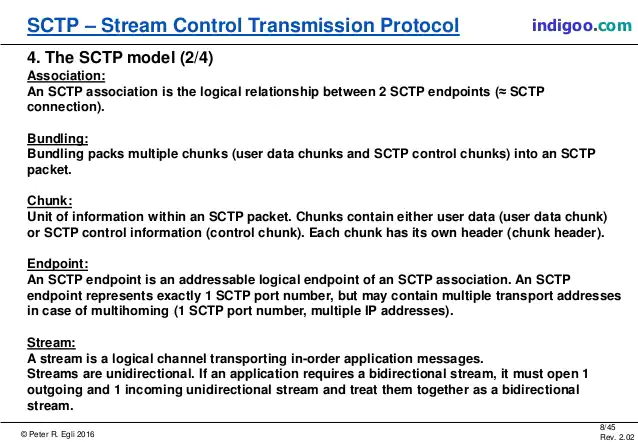 SCTP – Stream Control Transmission Protocol
indigoo.com
4. The SCTP model (2/4)
Association:
An SCTP association is the logical relationship between 2 SCTP endpoints (≈ SCTP
connection).
Bundling:
Bundling packs multiple chunks (user data chunks and SCTP control chunks) into an SCTP
packet.
Chunk:
Unit of information within an SCTP packet. Chunks contain either user data (user data chunk)
or SCTP control information (control chunk). Each chunk has its own header (chunk header).
Endpoint:
An SCTP endpoint is an addressable logical endpoint of an SCTP association. An SCTP
endpoint represents exactly 1 SCTP port number, but may contain multiple transport addresses
in case of multihoming (1 SCTP port number, multiple IP addresses).
Stream:
A stream is a logical channel transporting in-order application messages.
Streams are unidirectional. If an application requires a bidirectional stream, it must open 1
outgoing and 1 incoming unidirectional stream and treat them together as a bidirectional
stream.
© Peter R. Egli 2016
8/45
Rev. 2.02